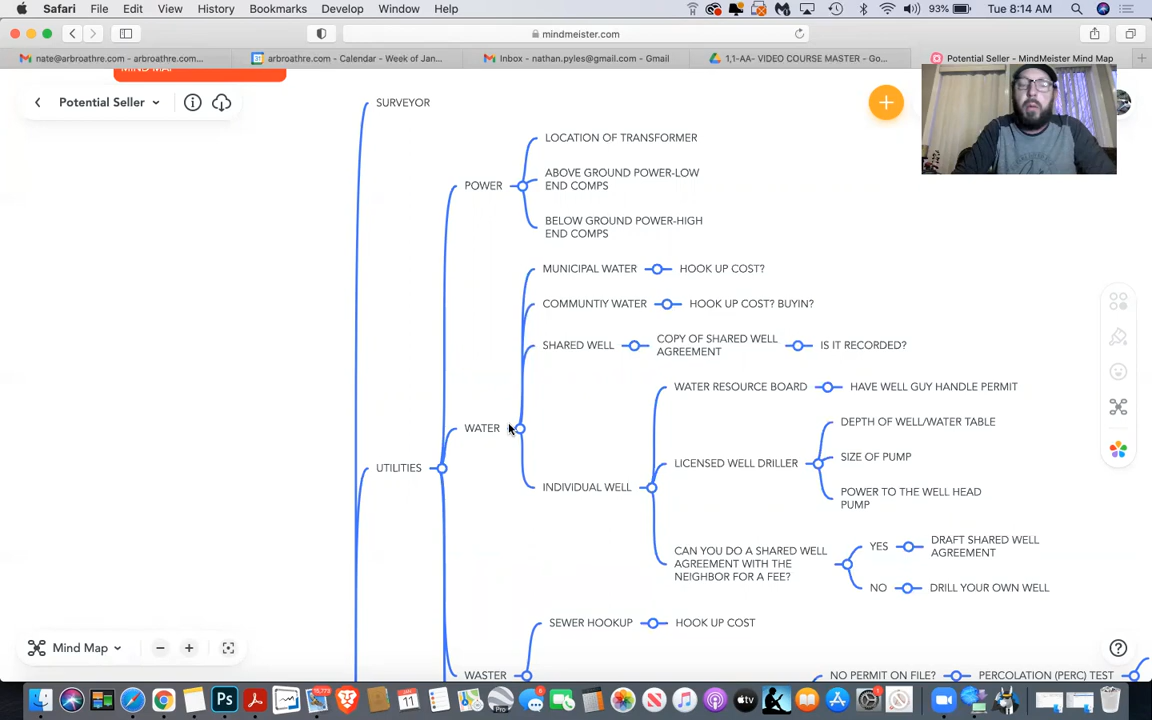 Safari File Edit View History Bookmarks Develop Window Help
93% Tue 8:14 AM
mindmeister.com
nate@arbroathre.com - arbroathre.com...
arbroathre.com - Calendar - Week of Jan...
Inbox - nathan.pyles@gmail.com - Gmail
1,1-AA- VIDEO COURSE MASTER - Go...
Potential Seller - MindMeister Mind Map
MIND MAP
Potential Seller
SURVEYOR
LOCATION OF TRANSFORMER
POWER
ABOVE GROUND POWER-LOW
END COMPS
BELOW GROUND POWER-HIGH
END COMPS
MUNICIPAL WATER
HOOK UP COST?
COMMUNTIY WATER
HOOK UP COST? BUYIN?
SHARED WELL
COPY OF SHARED WELL
AGREEMENT
IS IT RECORDED?
WATER
WATER RESOURCE BOARD
HAVE WELL GUY HANDLE PERMIT
UTILITIES
INDIVIDUAL WELL
LICENSED WELL DRILLER
DEPTH OF WELL/WATER TABLE
SIZE OF PUMP
POWER TO THE WELL HEAD
PUMP
CAN YOU DO A SHARED WELL
AGREEMENT WITH THE
NEIGHBOR FOR A FEE?
YES
DRAFT SHARED WELL
AGREEMENT
NO
DRILL YOUR OWN WELL
SEWER HOOKUP
HOOK UP COST
WASTER
NO PERMIT ON FILE?
PERCOLATION (PERC) TEST
Mind Map